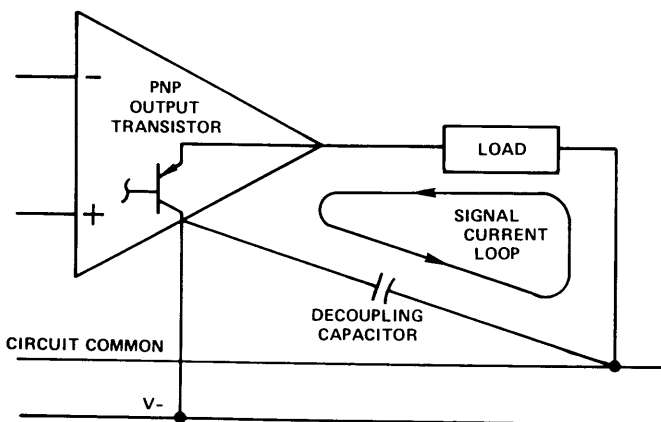 PNP
OUTPUT
TRANSISTOR
-
+
LOAD
SIGNAL
CURRENT
LOOP
DECOUPLING
CAPACITOR
CIRCUIT COMMON
V-